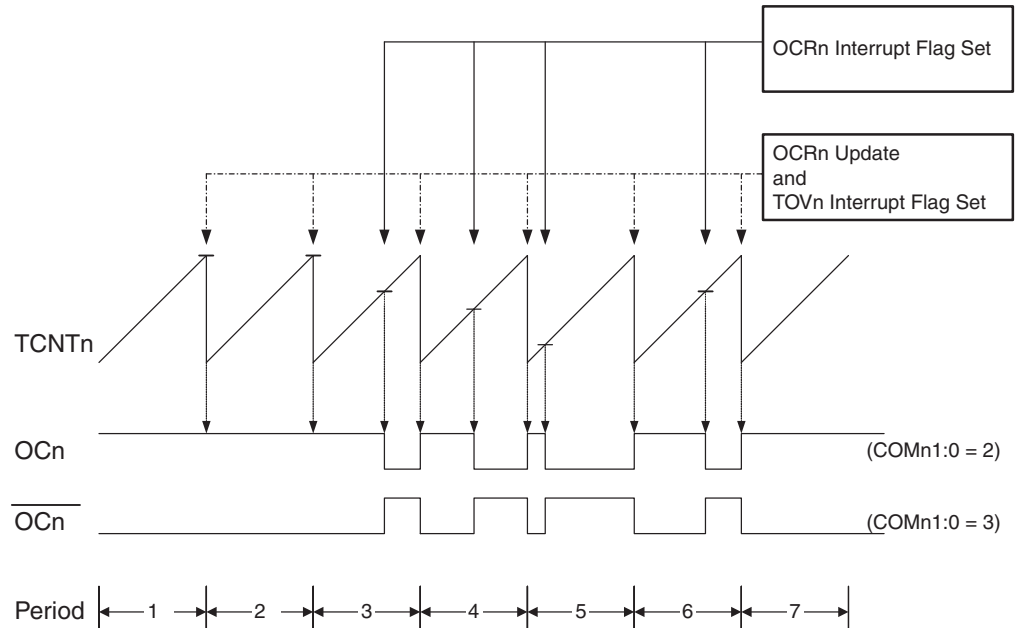 OCRn Interrupt Flag Set
OCRn Update
and
TOVn Interrupt Flag Set
TCNTn
OCn
(COMn1:0 = 2)
OCn
(COMn1:0 = 3)
Period 1 2 3 4 5 6 7